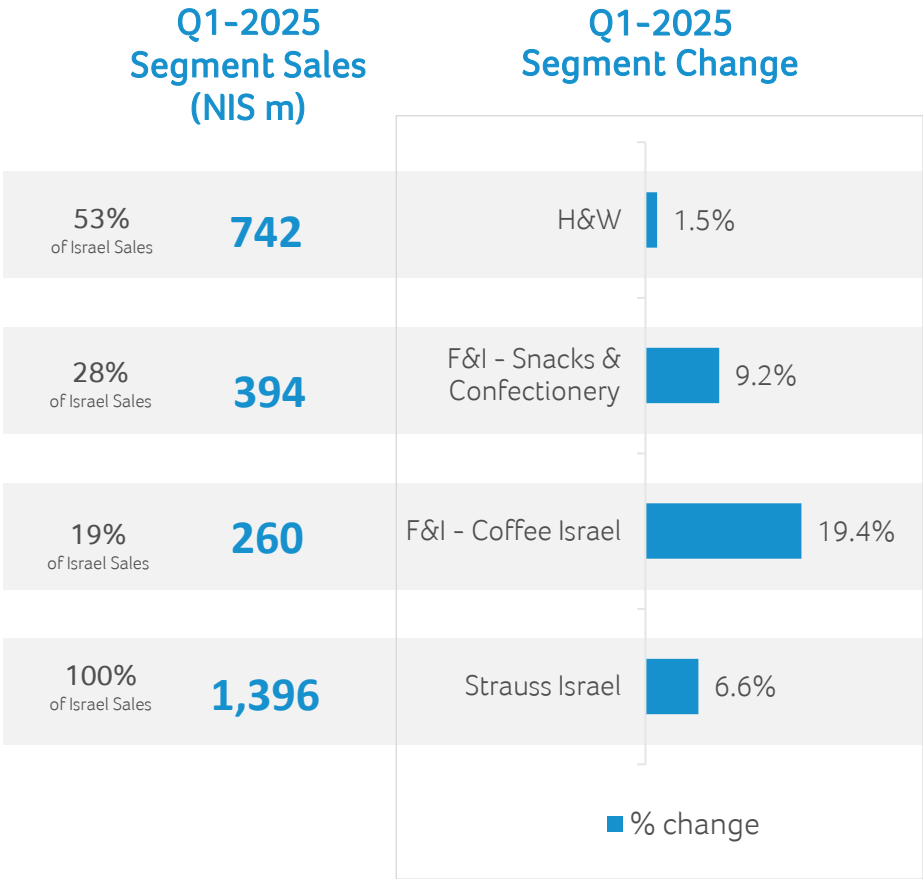 Q1-2025
Segment Sales
(NIS m)
Q1-2025
Segment Change
53%
of Israel Sales
742
H&W
1.5%
28%
of Israel Sales
394
F&I - Snacks &
Confectionery
9.2%
19%
of Israel Sales
260
F&I - Coffee Israel
19.4%
100%
of Israel Sales
1,396
Strauss Israel
6.6%
% change